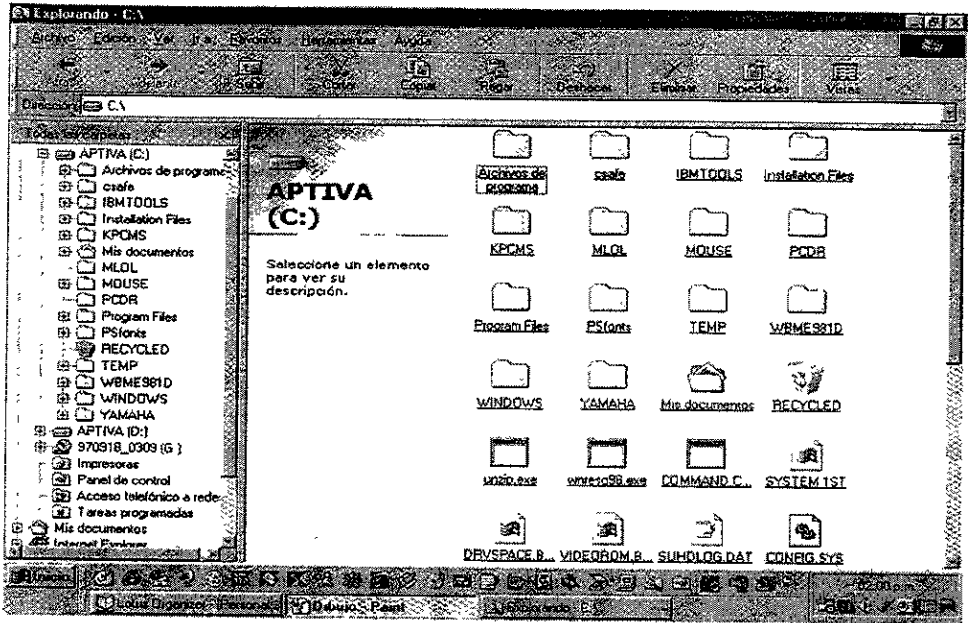 Explorando - C:\
Archivo Edición Ver Ir a Favoritos Herramientas Ayuda
Cortar Copiar Pegar Deshacer Eliminar Propiedades Vistas
Dirección C:\
Todas las carpetas
APTIVA (C:)
Archivos de programa
csafe
IBMTOOLS
Installation Files
KPCMS
Mis documentos
MLOL
MOUSE
PCDR
Program Files
PSfonts
RECYCLED
TEMP
WBME981D
WINDOWS
YAMAHA
APTIVA (D:)
970918_0309 (G:)
Impresoras
Panel de control
Acceso telefónico a rede
Tareas programadas
Mis documentos
Internet Explorer
APTIVA
(C:)
Seleccione un elemento
para ver su
descripción.
Archivos de
programa
csafe IBMTOOLS Installation Files
KPCMS MLOL MOUSE PCDR
Program Files PSfonts TEMP WBME981D
WINDOWS YAMAHA Mis documentos RECYCLED
unzip.exe COMMAND.C... SYSTEM.1ST
DRVSPACE.B... VIDEOROM.B... SUHDLOG.DAT CONFIG.SYS
Inicio
Lotus Organizer - Personal Dibujo - Paint Explorando - C:\